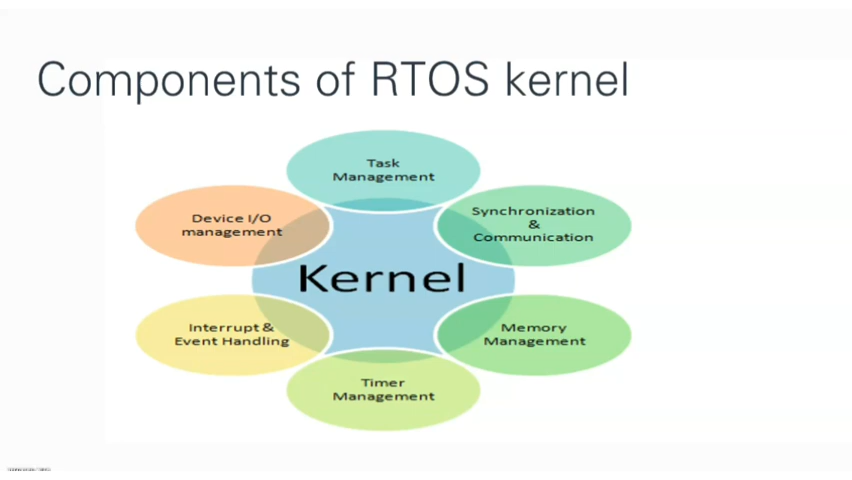 Components of RTOS kernel
Task
Management
Device I/O
management
Synchronization
&
Communication
Kernel
Interrupt &
Event Handling
Memory
Management
Timer
Management